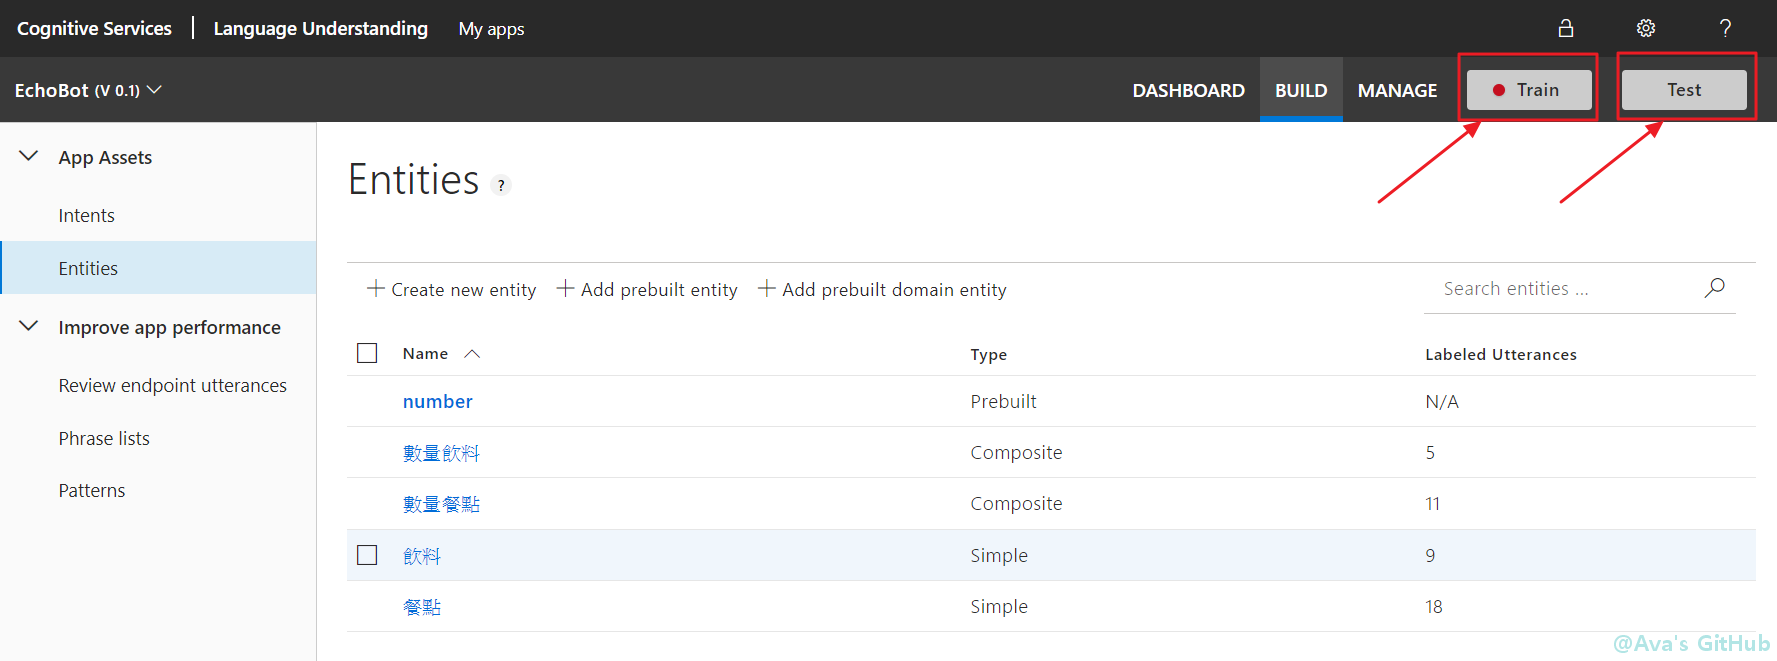 Cognitive Services | Language Understanding My apps ?
EchoBot (V 0.1) DASHBOARD BUILD MANAGE Train Test
App Assets
Intents
Entities
Improve app performance
Review endpoint utterances
Phrase lists
Patterns
Entities ?
+ Create new entity + Add prebuilt entity + Add prebuilt domain entity Search entities ...
Name Type Labeled Utterances
number Prebuilt N/A
數量飲料 Composite 5
數量餐點 Composite 11
飲料 Simple 9
餐點 Simple 18
@Ava's GitHub